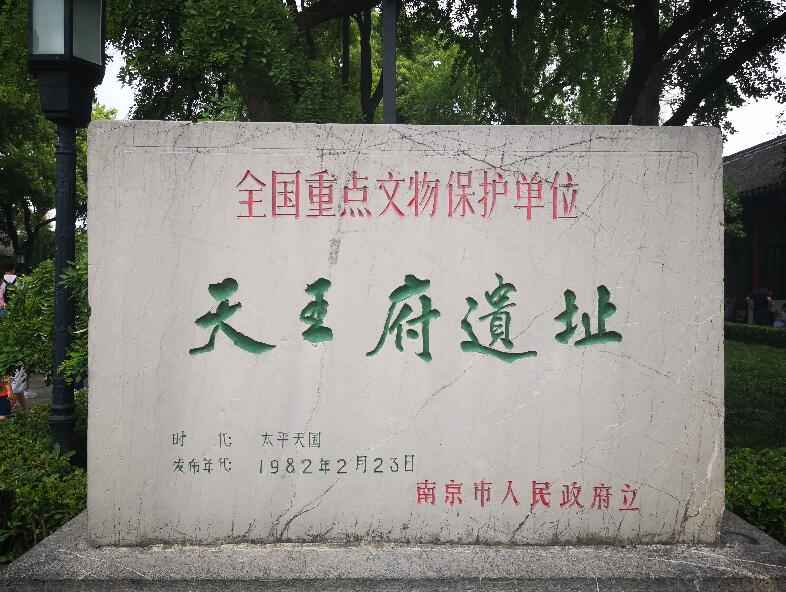 全国重点文物保护单位
天王府遺址
时　代: 太平天国
发布年代: 1982年2月23日
南京市人民政府立